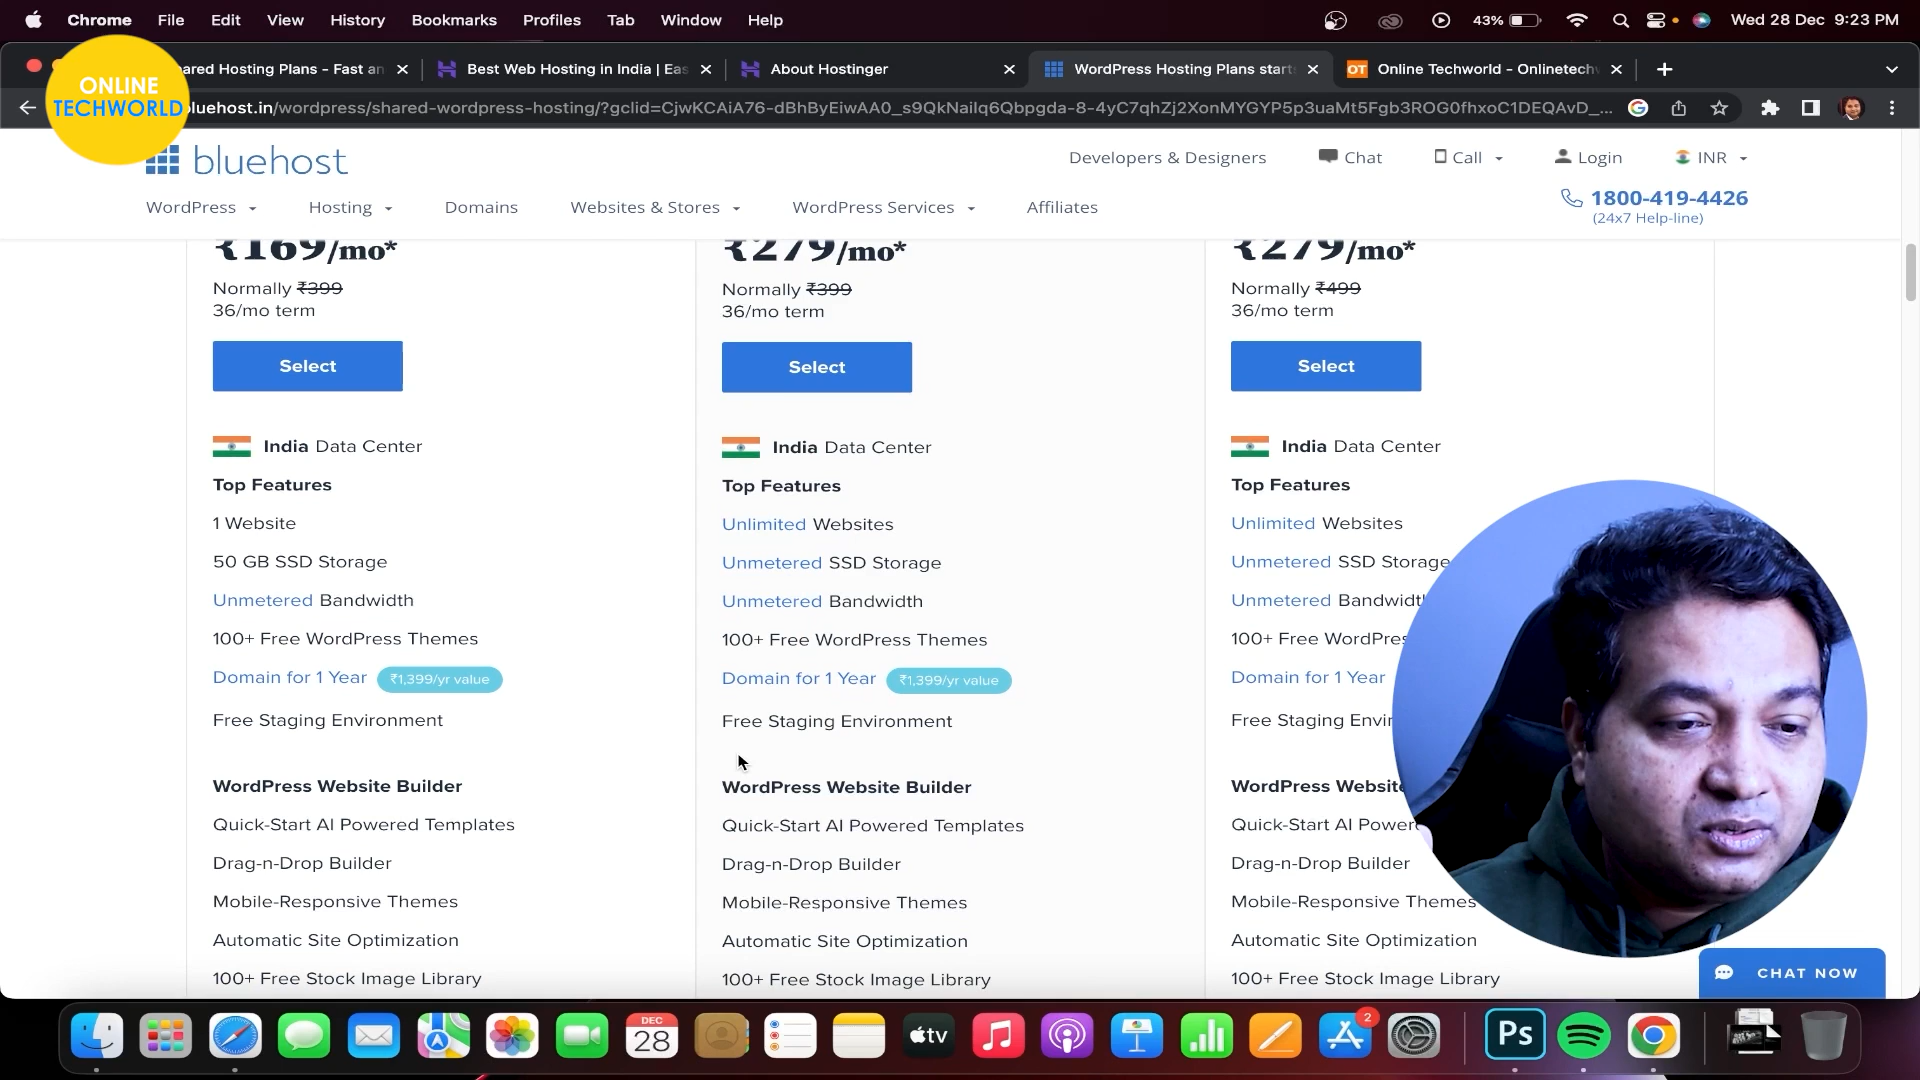 Chrome File Edit View History Bookmarks Profiles Tab Window Help 43% Wed 28 Dec 9:23 PM
ONLINE
TECHWORLD
ared Hosting Plans - Fast an
Best Web Hosting in India | Eas
About Hostinger
WordPress Hosting Plans start
OT Online Techworld - Onlinetech
bluehost.in/wordpress/shared-wordpress-hosting/?gclid=CjwKCAiA76-dBhByEiwAA0_s9QkNailq6Qbpgda-8-4yC7qhZj2XonMYGYP5p3uaMt5Fgb3ROG0fhxoC1DEQAvD_...
bluehost
Developers & Designers Chat Call Login INR
WordPress Hosting Domains Websites & Stores WordPress Services Affiliates
1800-419-4426
(24x7 Help-line)
₹169/mo*
Normally ₹399
36/mo term
Select
India Data Center
Top Features
1 Website
50 GB SSD Storage
Unmetered Bandwidth
100+ Free WordPress Themes
Domain for 1 Year ₹1,399/yr value
Free Staging Environment
WordPress Website Builder
Quick-Start AI Powered Templates
Drag-n-Drop Builder
Mobile-Responsive Themes
Automatic Site Optimization
100+ Free Stock Image Library
₹279/mo*
Normally ₹399
36/mo term
Select
India Data Center
Top Features
Unlimited Websites
Unmetered SSD Storage
Unmetered Bandwidth
100+ Free WordPress Themes
Domain for 1 Year ₹1,399/yr value
Free Staging Environment
WordPress Website Builder
Quick-Start AI Powered Templates
Drag-n-Drop Builder
Mobile-Responsive Themes
Automatic Site Optimization
100+ Free Stock Image Library
₹279/mo*
Normally ₹499
36/mo term
Select
India Data Center
Top Features
Unlimited Websites
Unmetered SSD Storage
Unmetered Bandwidt
100+ Free WordPres
Domain for 1 Year
Free Staging Envir
WordPress Website
Quick-Start AI Power
Drag-n-Drop Builder
Mobile-Responsive Themes
Automatic Site Optimization
100+ Free Stock Image Library
CHAT NOW
DEC
28
tv
2
Ps